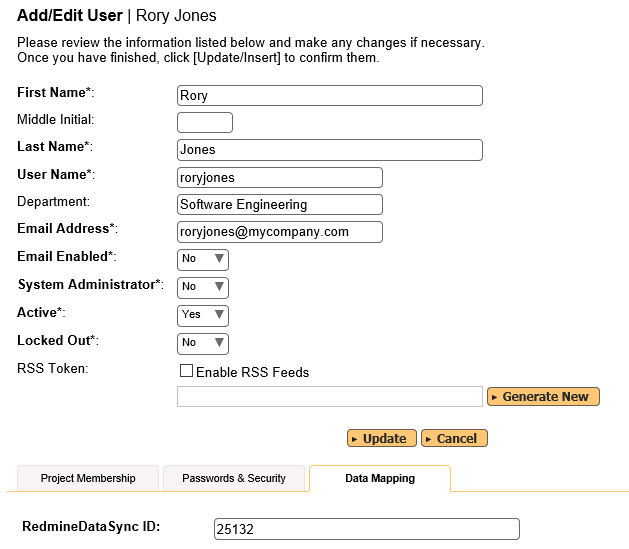 Add/Edit User | Rory Jones
Please review the information listed below and make any changes if necessary.
Once you have finished, click [Update/Insert] to confirm them.
First Name*: Rory
Middle Initial:
Last Name*: Jones
User Name*: roryjones
Department: Software Engineering
Email Address*: roryjones@mycompany.com
Email Enabled*: No
System Administrator*: No
Active*: Yes
Locked Out*: No
RSS Token: Enable RSS Feeds
Generate New
Update Cancel
Project Membership Passwords & Security Data Mapping
RedmineDataSync ID: 25132